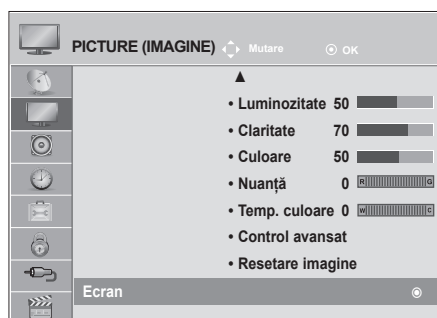 PICTURE (IMAGINE) Mutare OK
• Luminozitate 50
• Claritate 70
• Culoare 50
• Nuanță 0 R G
• Temp. culoare 0 W C
• Control avansat
• Resetare imagine
Ecran